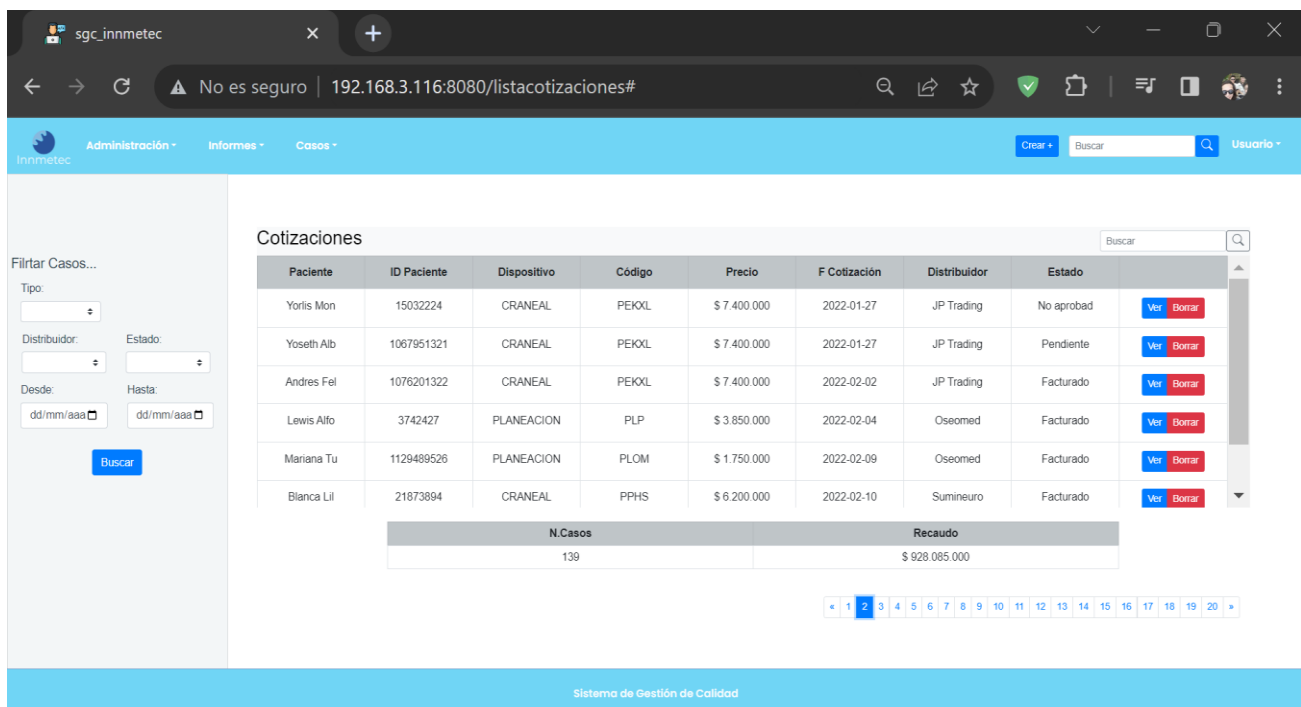 sgc_innmetec
No es seguro | 192.168.3.116:8080/listacotizaciones#
Innmetec Administración Informes Casos Crear + Buscar Usuario
Cotizaciones Buscar
Filrtar Casos...
Tipo:
Distribuidor: Estado:
Desde: Hasta:
dd/mm/aaa dd/mm/aaa
Buscar
Paciente ID Paciente Dispositivo Código Precio F Cotización Distribuidor Estado
Yorlis Mon 15032224 CRANEAL PEKXL $ 7.400.000 2022-01-27 JP Trading No aprobad Ver Borrar
Yoseth Alb 1067951321 CRANEAL PEKXL $ 7.400.000 2022-01-27 JP Trading Pendiente Ver Borrar
Andres Fel 1076201322 CRANEAL PEKXL $ 7.400.000 2022-02-02 JP Trading Facturado Ver Borrar
Lewis Alfo 3742427 PLANEACION PLP $ 3.850.000 2022-02-04 Oseomed Facturado Ver Borrar
Mariana Tu 1129489526 PLANEACION PLOM $ 1.750.000 2022-02-09 Oseomed Facturado Ver Borrar
Blanca Lil 21873894 CRANEAL PPHS $ 6.200.000 2022-02-10 Sumineuro Facturado Ver Borrar
N.Casos Recaudo
139 $ 928.085.000
« 1 2 3 4 5 6 7 8 9 10 11 12 13 14 15 16 17 18 19 20 »
Sistema de Gestión de Calidad